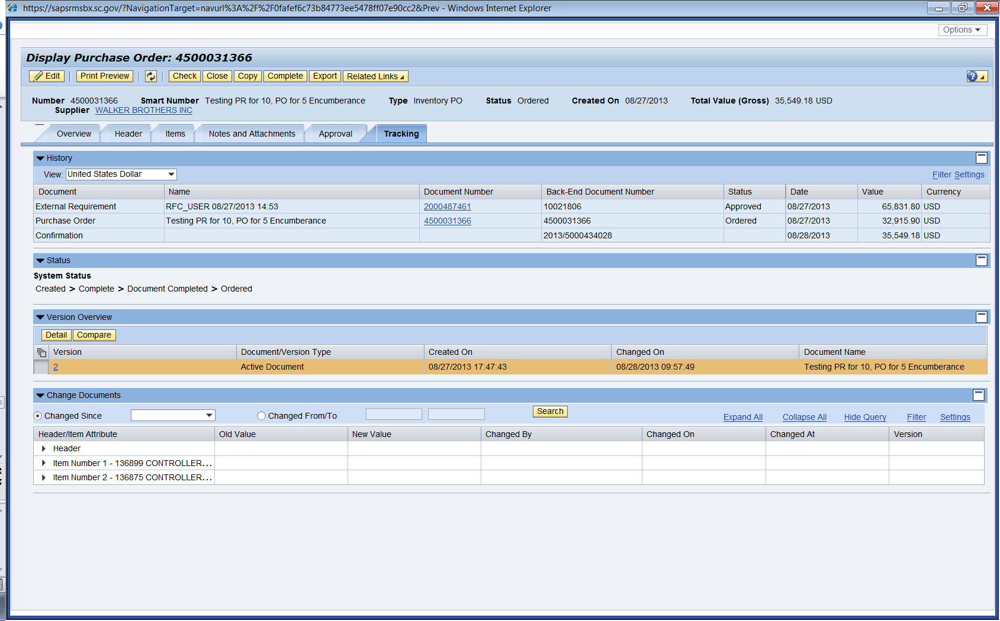 https://sapsrmsbx.sc.gov/?NavigationTarget=navurl%3A%2F%2F0fafef6c73b84773ee5478ff07e90cc2&Prev - Windows Internet Explorer
Options
Display Purchase Order: 4500031366
Edit Print Preview Check Close Copy Complete Export Related Links ?
Number 4500031366 Smart Number Testing PR for 10, PO for 5 Encumberance Type Inventory PO Status Ordered Created On 08/27/2013 Total Value (Gross) 35,549.18 USD
Supplier WALKER BROTHERS INC
Overview Header Items Notes and Attachments Approval Tracking
History
View: United States Dollar Filter Settings
Document Name Document Number Back-End Document Number Status Date Value Currency
External Requirement RFC_USER 08/27/2013 14:53 2000487461 10021806 Approved 08/27/2013 65,831.80 USD
Purchase Order Testing PR for 10, PO for 5 Encumberance 4500031366 4500031366 Ordered 08/27/2013 32,915.90 USD
Confirmation 2013/5000434028 08/28/2013 35,549.18 USD
Status
System Status
Created > Complete > Document Completed > Ordered
Version Overview
Detail Compare
Version Document/Version Type Created On Changed On Document Name
2 Active Document 08/27/2013 17:47:43 08/28/2013 09:57:49 Testing PR for 10, PO for 5 Encumberance
Change Documents
Changed Since Changed From/To Search Expand All Collapse All Hide Query Filter Settings
Header/Item Attribute Old Value New Value Changed By Changed On Changed At Version
Header
Item Number 1 - 136899 CONTROLLER...
Item Number 2 - 136875 CONTROLLER...